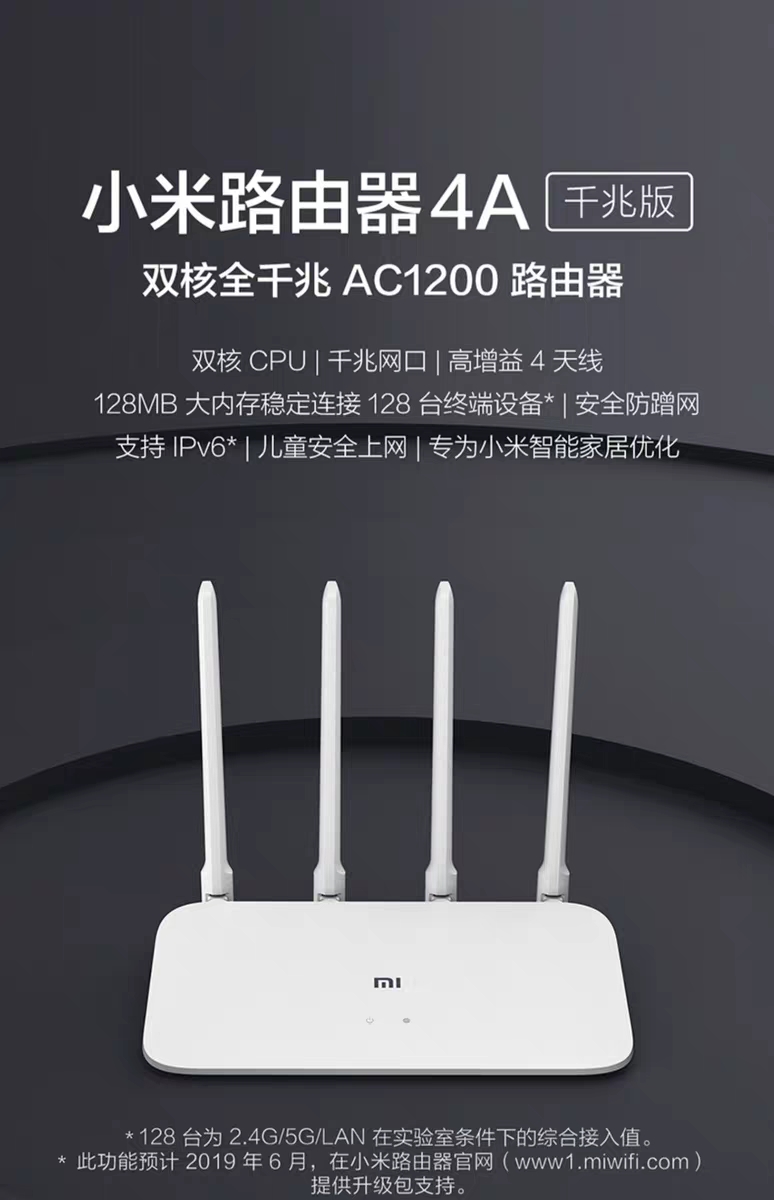 小米路由器4A 千兆版
双核全千兆 AC1200 路由器
双核 CPU | 千兆网口 | 高增益 4 天线
128MB 大内存稳定连接 128 台终端设备* | 安全防蹭网
支持 IPv6* | 儿童安全上网 | 专为小米智能家居优化
mi
*128 台为 2.4G/5G/LAN 在实验室条件下的综合接入值。
* 此功能预计 2019 年 6 月，在小米路由器官网（www1.miwifi.com）
提供升级包支持。